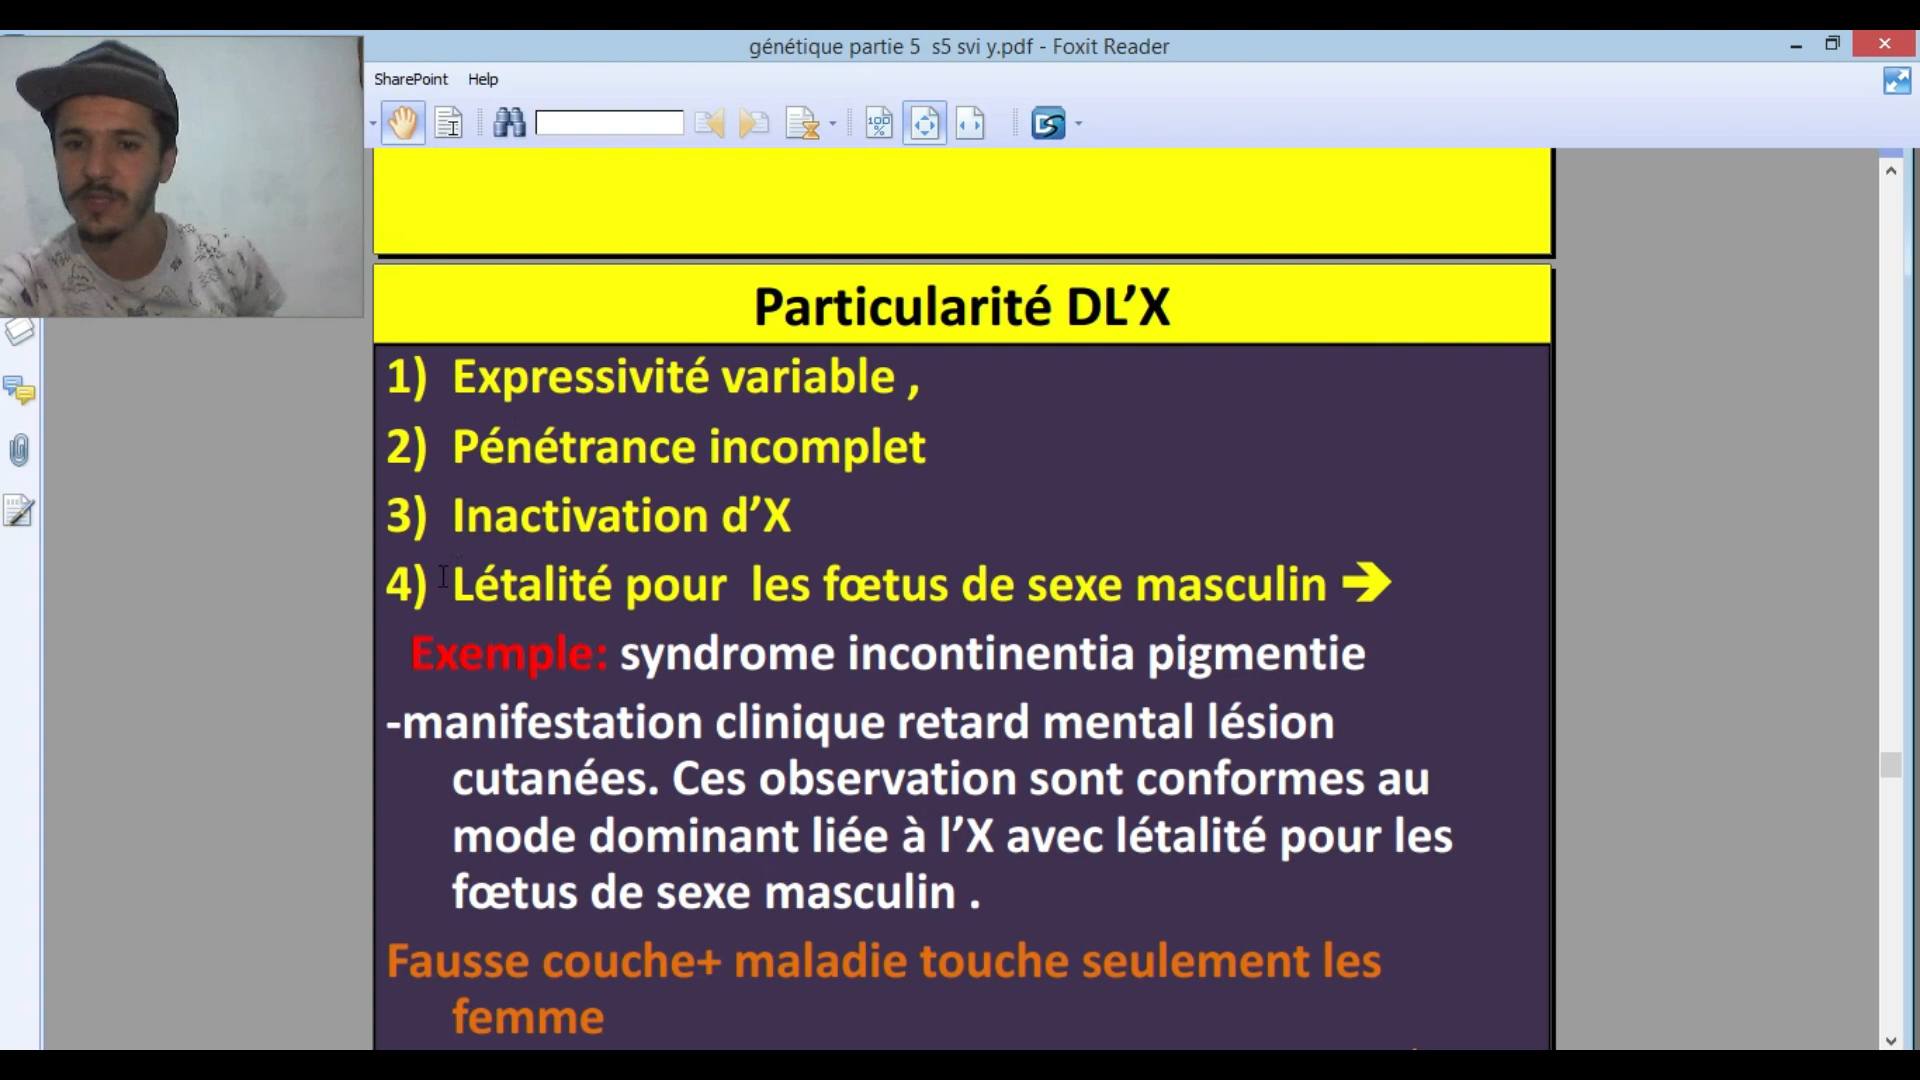 génétique partie 5 s5 svi y.pdf - Foxit Reader
SharePoint Help
Particularité DL’X
1) Expressivité variable ,
2) Pénétrance incomplet
3) Inactivation d’X
4) Létalité pour les fœtus de sexe masculin ➔
Exemple: syndrome incontinentia pigmentie
-manifestation clinique retard mental lésion
cutanées. Ces observation sont conformes au
mode dominant liée à l’X avec létalité pour les
fœtus de sexe masculin .
Fausse couche+ maladie touche seulement les
femme